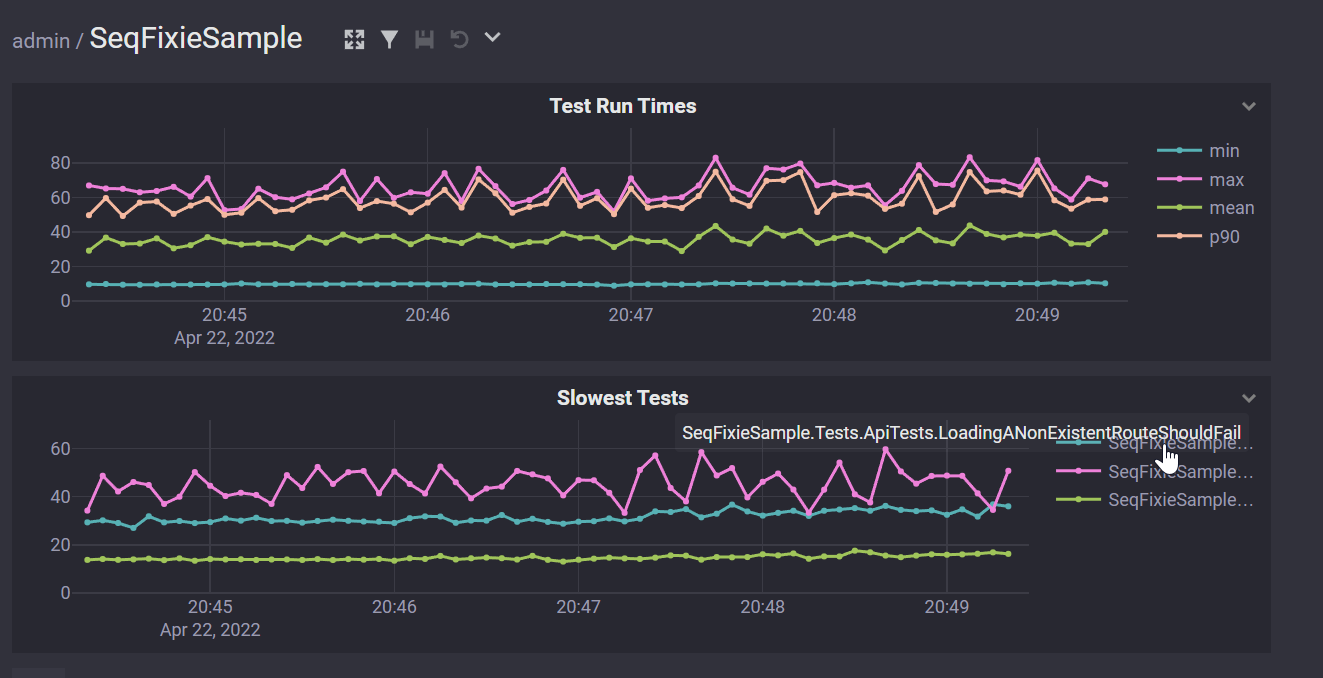 admin / SeqFixieSample
Test Run Times
80
60
40
20
0
20:45
20:46
20:47
20:48
20:49
Apr 22, 2022
min
max
mean
p90
Slowest Tests
SeqFixieSample.Tests.ApiTests.LoadingANonExistentRouteShouldFail
60
40
20
0
20:45
20:46
20:47
20:48
20:49
Apr 22, 2022
SeqFixieSample...
SeqFixieSample...
SeqFixieSample...